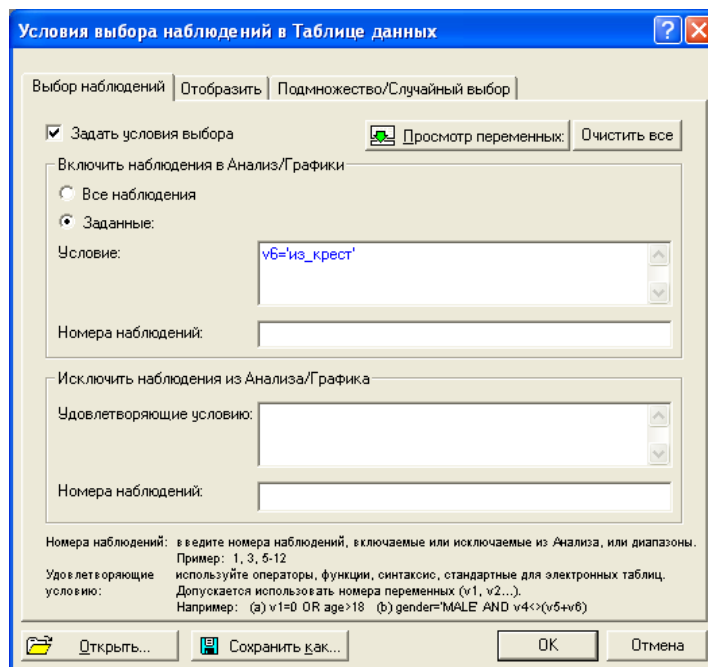 Условия выбора наблюдений в Таблице данных
Выбор наблюдений Отобразить Подмножество/Случайный выбор
Задать условия выбора Просмотр переменных: Очистить все
Включить наблюдения в Анализ/Графики
Все наблюдения
Заданные:
Условие: v6='из_крест'
Номера наблюдений:
Исключить наблюдения из Анализа/Графика
Удовлетворяющие условию:
Номера наблюдений:
Номера наблюдений: введите номера наблюдений, включаемые или исключаемые из Анализа, или диапазоны.
Пример: 1, 3, 5-12
Удовлетворяющие используйте операторы, функции, синтаксис, стандартные для электронных таблиц.
условию: Допускается использовать номера переменных (v1, v2...).
Например: (a) v1=0 OR age>18 (b) gender='MALE' AND v4<>(v5+v6)
Открыть... Сохранить как... OK Отмена